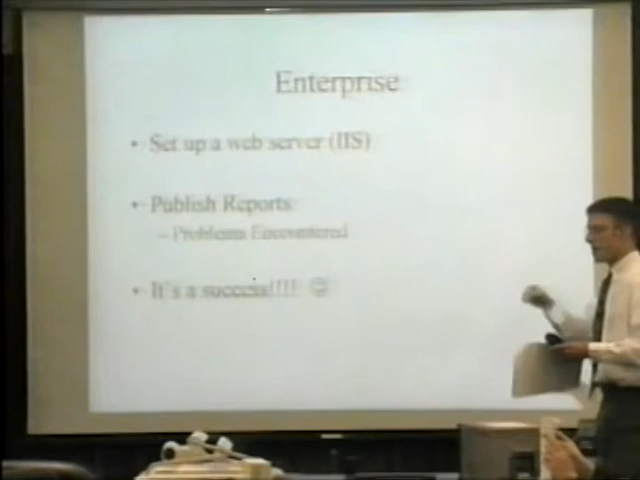 Enterprise
• Set up a web server (IIS)
• Publish Reports
– Problems Encountered
• It's a success!!!! ☺